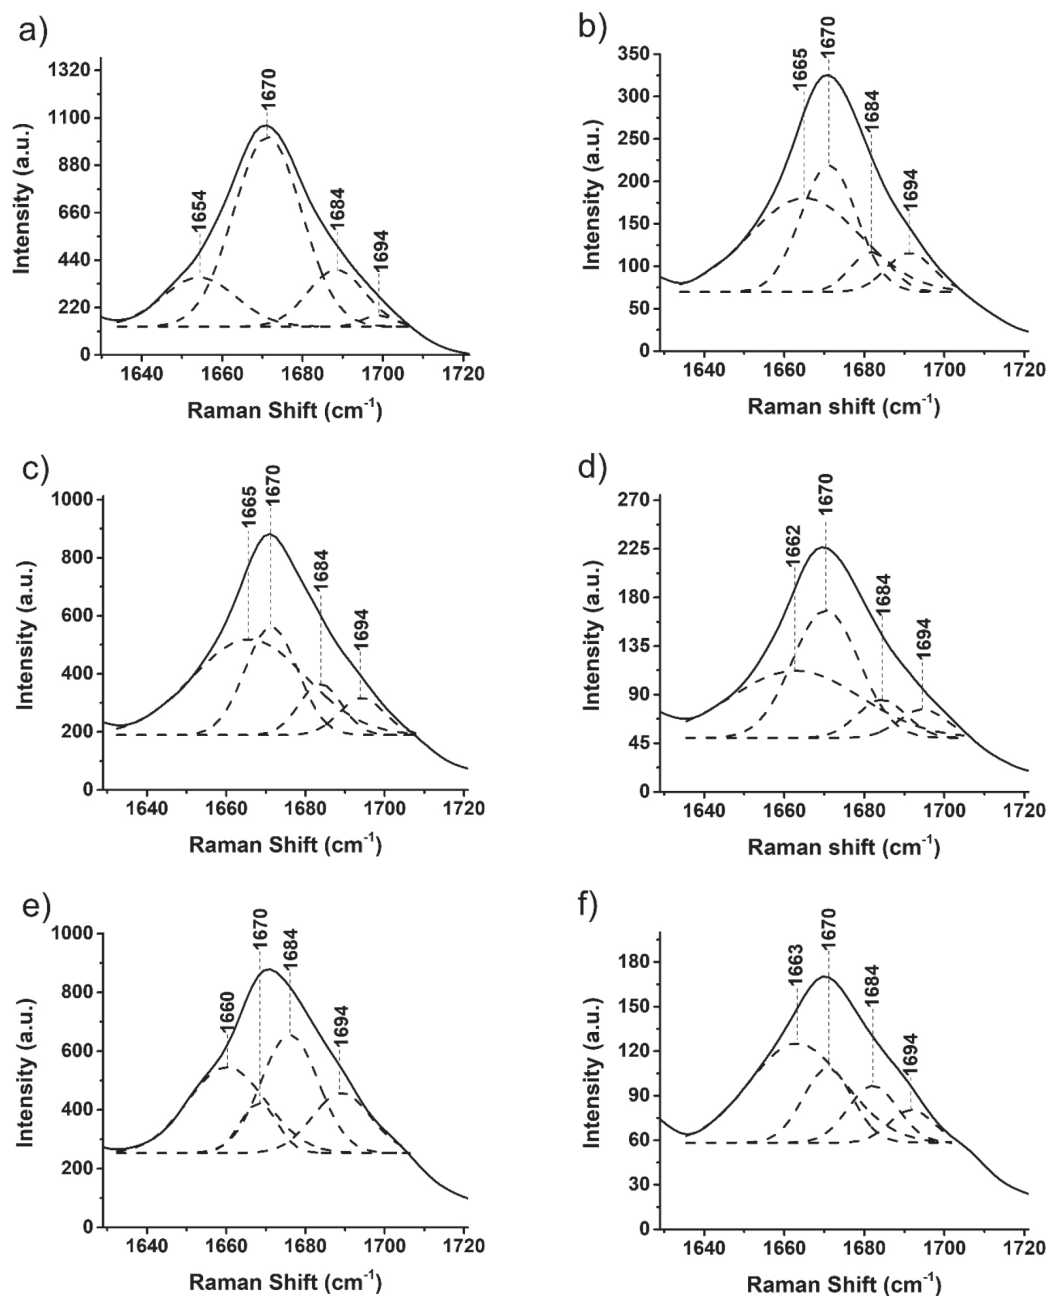 a)
1320
1100
880
660
440
220
0
Intensity (a.u.)
1654
1670
1684
1694
1640 1660 1680 1700 1720
Raman Shift (cm-1)
b)
350
300
250
200
150
100
50
0
Intensity (a.u.)
1665
1670
1684
1694
1640 1660 1680 1700 1720
Raman shift (cm-1)
c)
1000
800
600
400
200
0
Intensity (a.u.)
1665
1670
1684
1694
1640 1660 1680 1700 1720
Raman Shift (cm-1)
d)
270
225
180
135
90
45
0
Intensity (a.u.)
1662
1670
1684
1694
1640 1660 1680 1700 1720
Raman shift (cm-1)
e)
1000
800
600
400
200
0
Intensity (a.u.)
1660
1670
1684
1694
1640 1660 1680 1700 1720
Raman Shift (cm-1)
f)
180
150
120
90
60
30
0
Intensity (a.u.)
1663
1670
1684
1694
1640 1660 1680 1700 1720
Raman Shift (cm-1)